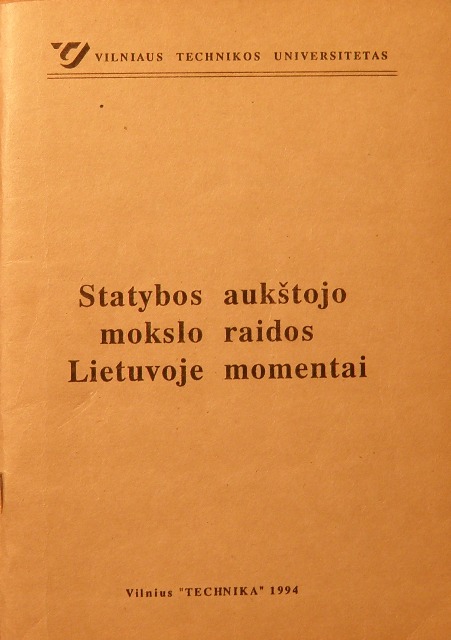 VILNIAUS TECHNIKOS UNIVERSITETAS
Statybos aukštojo
mokslo raidos
Lietuvoje momentai
Vilnius "TECHNIKA" 1994